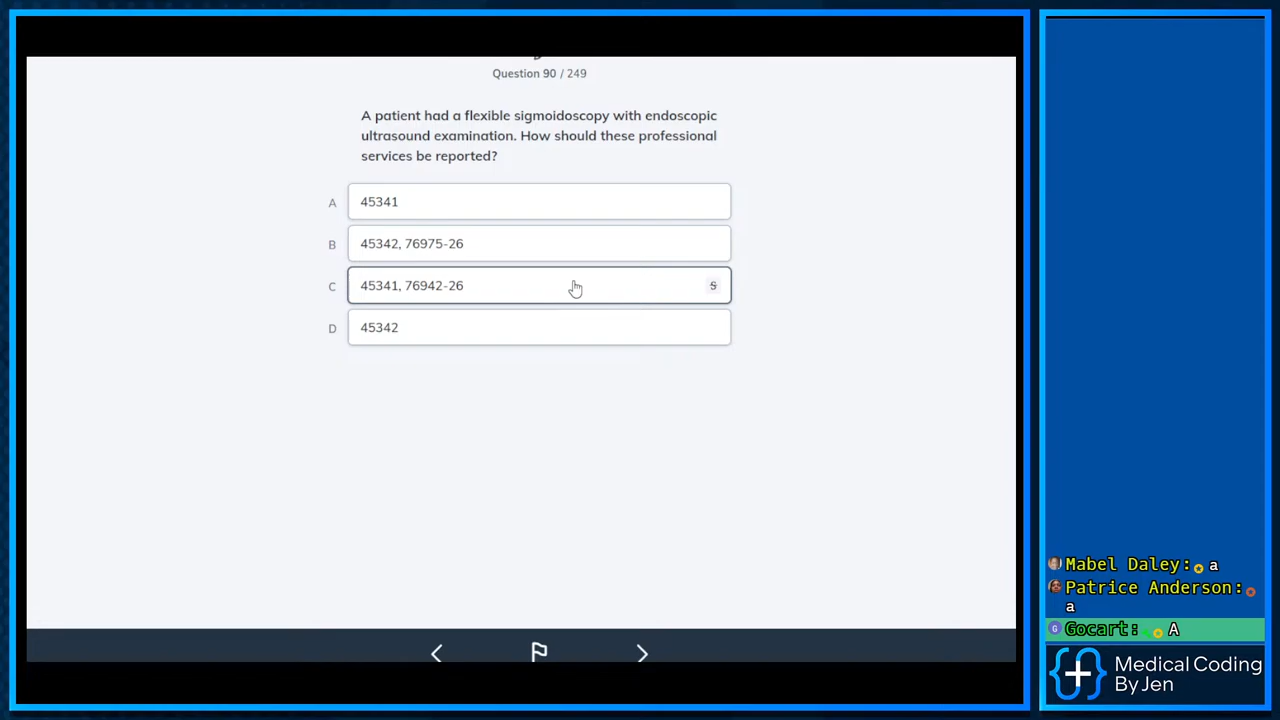 Question 90 / 249
A patient had a flexible sigmoidoscopy with endoscopic
ultrasound examination. How should these professional
services be reported?
A 45341
B 45342, 76975-26
C 45341, 76942-26 S
D 45342
Mabel Daley: a
Patrice Anderson:
a
G Gocart: A
Medical Coding
By Jen